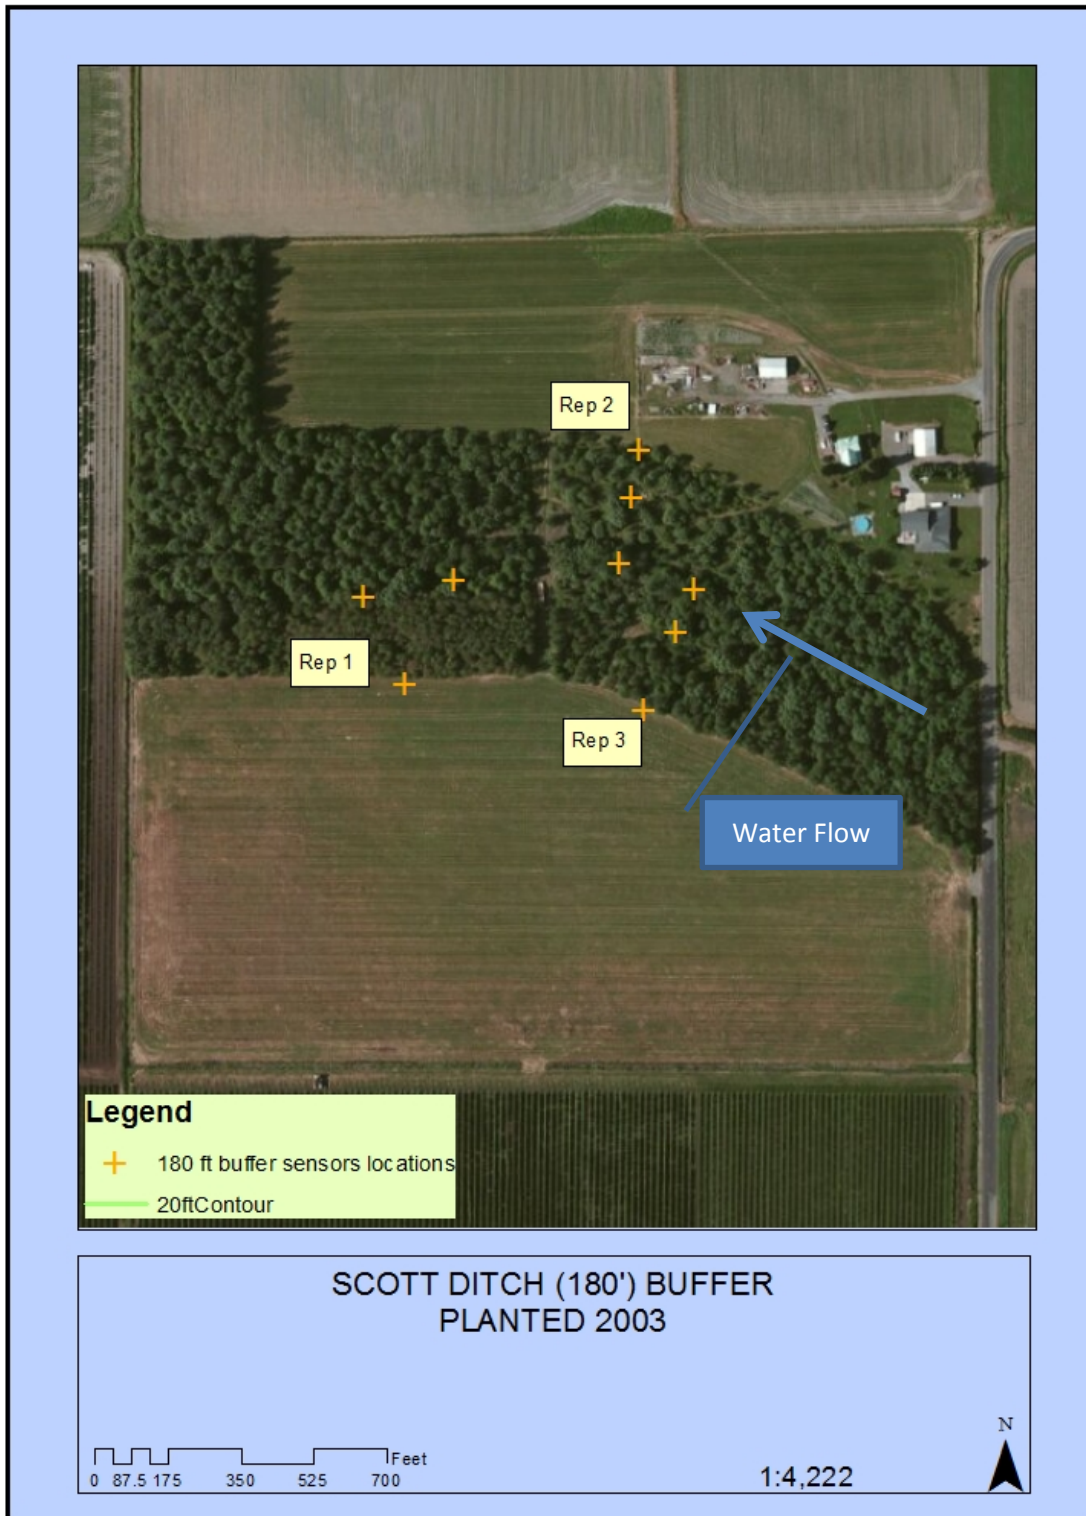 Rep 2
Rep 1
Rep 3
Water Flow
Legend
180 ft buffer sensors locations
20ftContour
SCOTT DITCH (180') BUFFER
PLANTED 2003
N
Feet
0 87.5 175 350 525 700
1:4,222